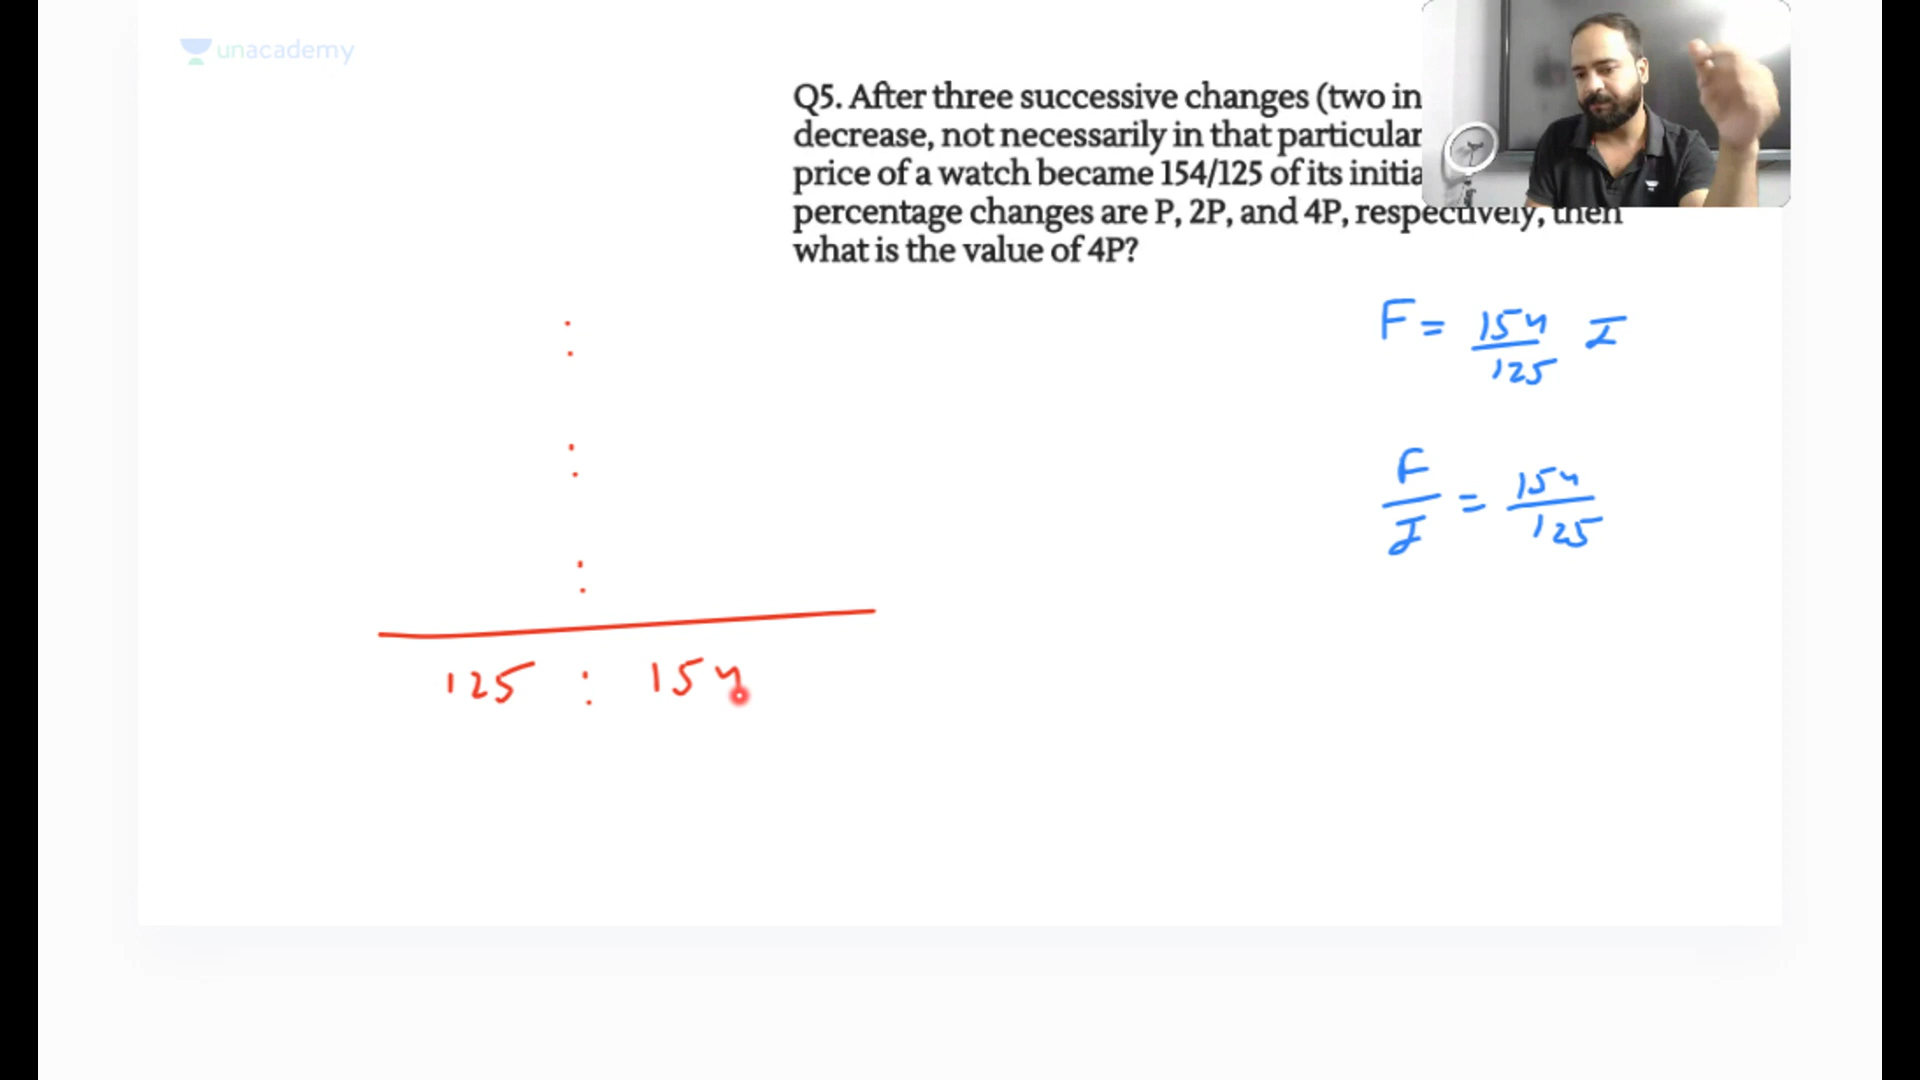 unacademy
Q5. After three successive changes (two in
decrease, not necessarily in that particular
price of a watch became 154/125 of its initia
percentage changes are P, 2P, and 4P, respectively, then
what is the value of 4P?
F = 154/125 I
F/I = 154/125
:
:
:
125 : 154